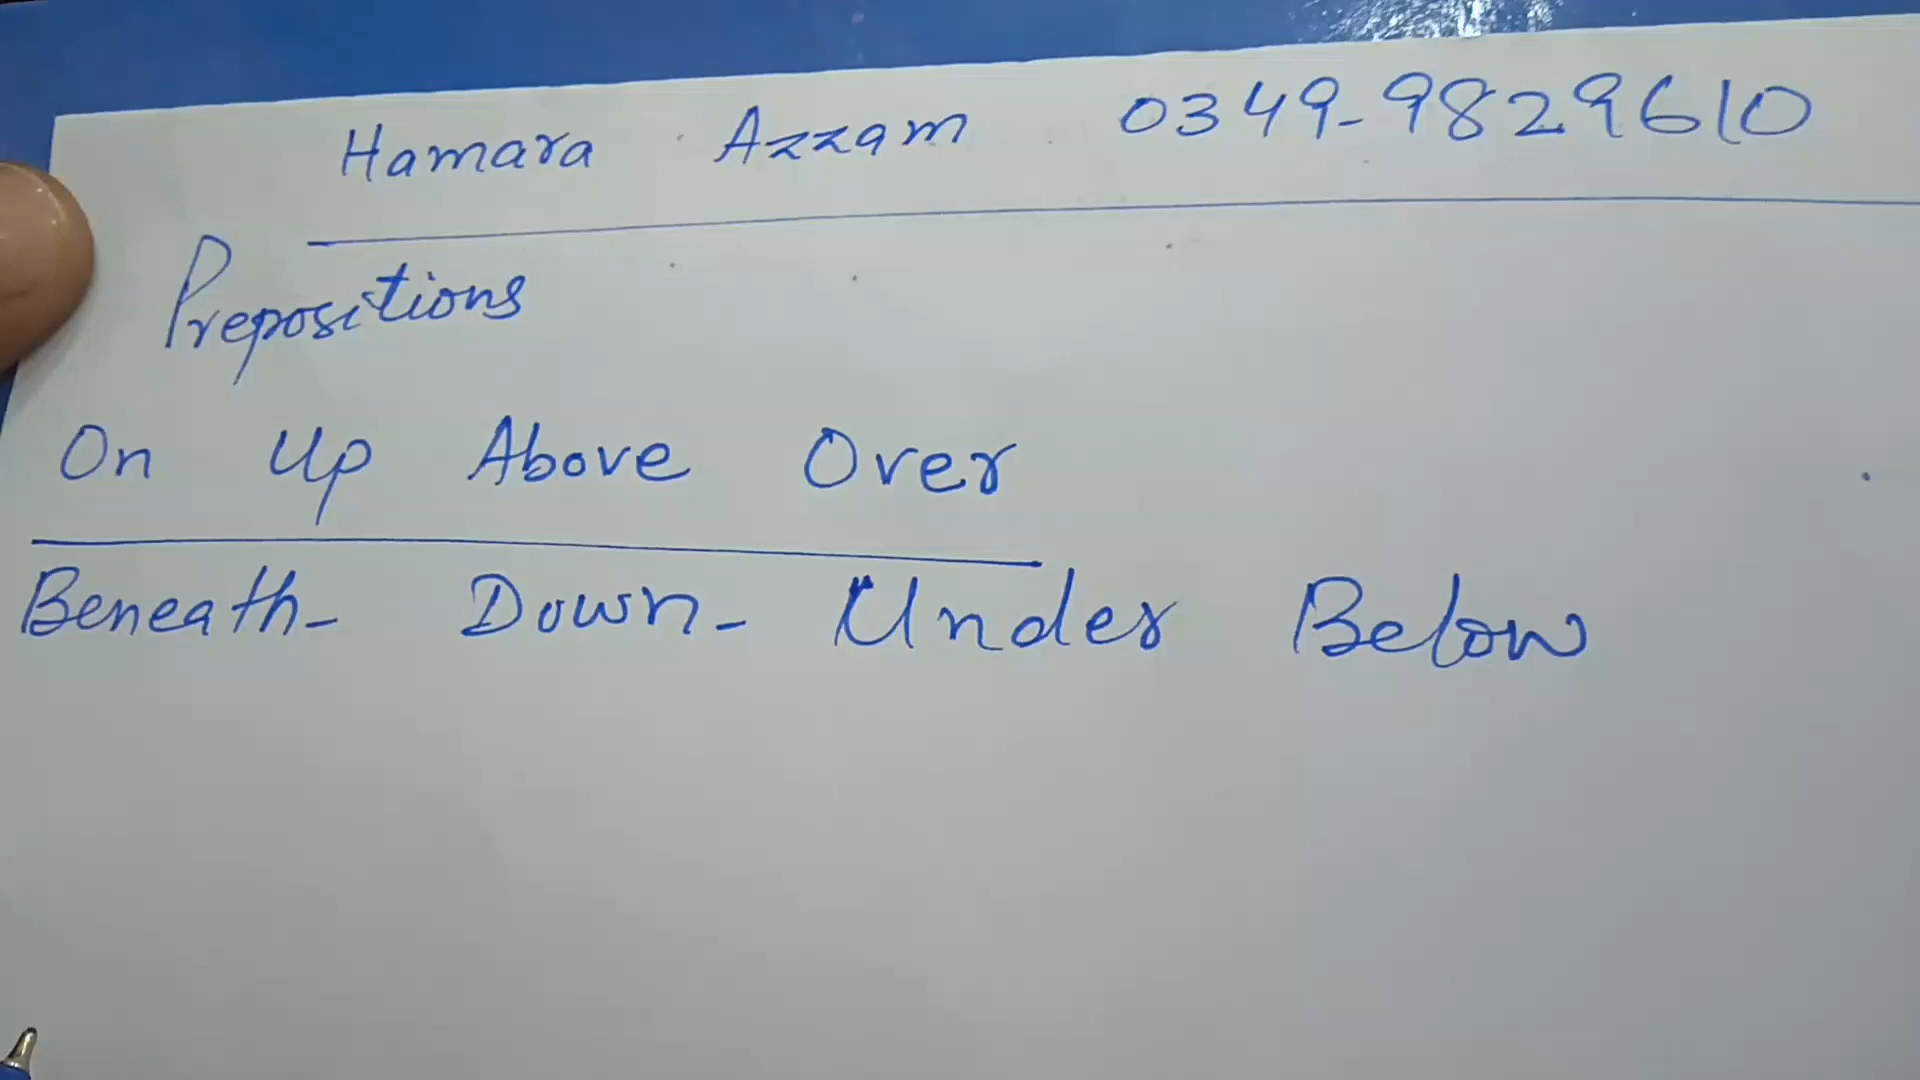 Hamara Azzam 0349-9829610
Prepositions
On Up Above Over
Beneath- Down- Under Below